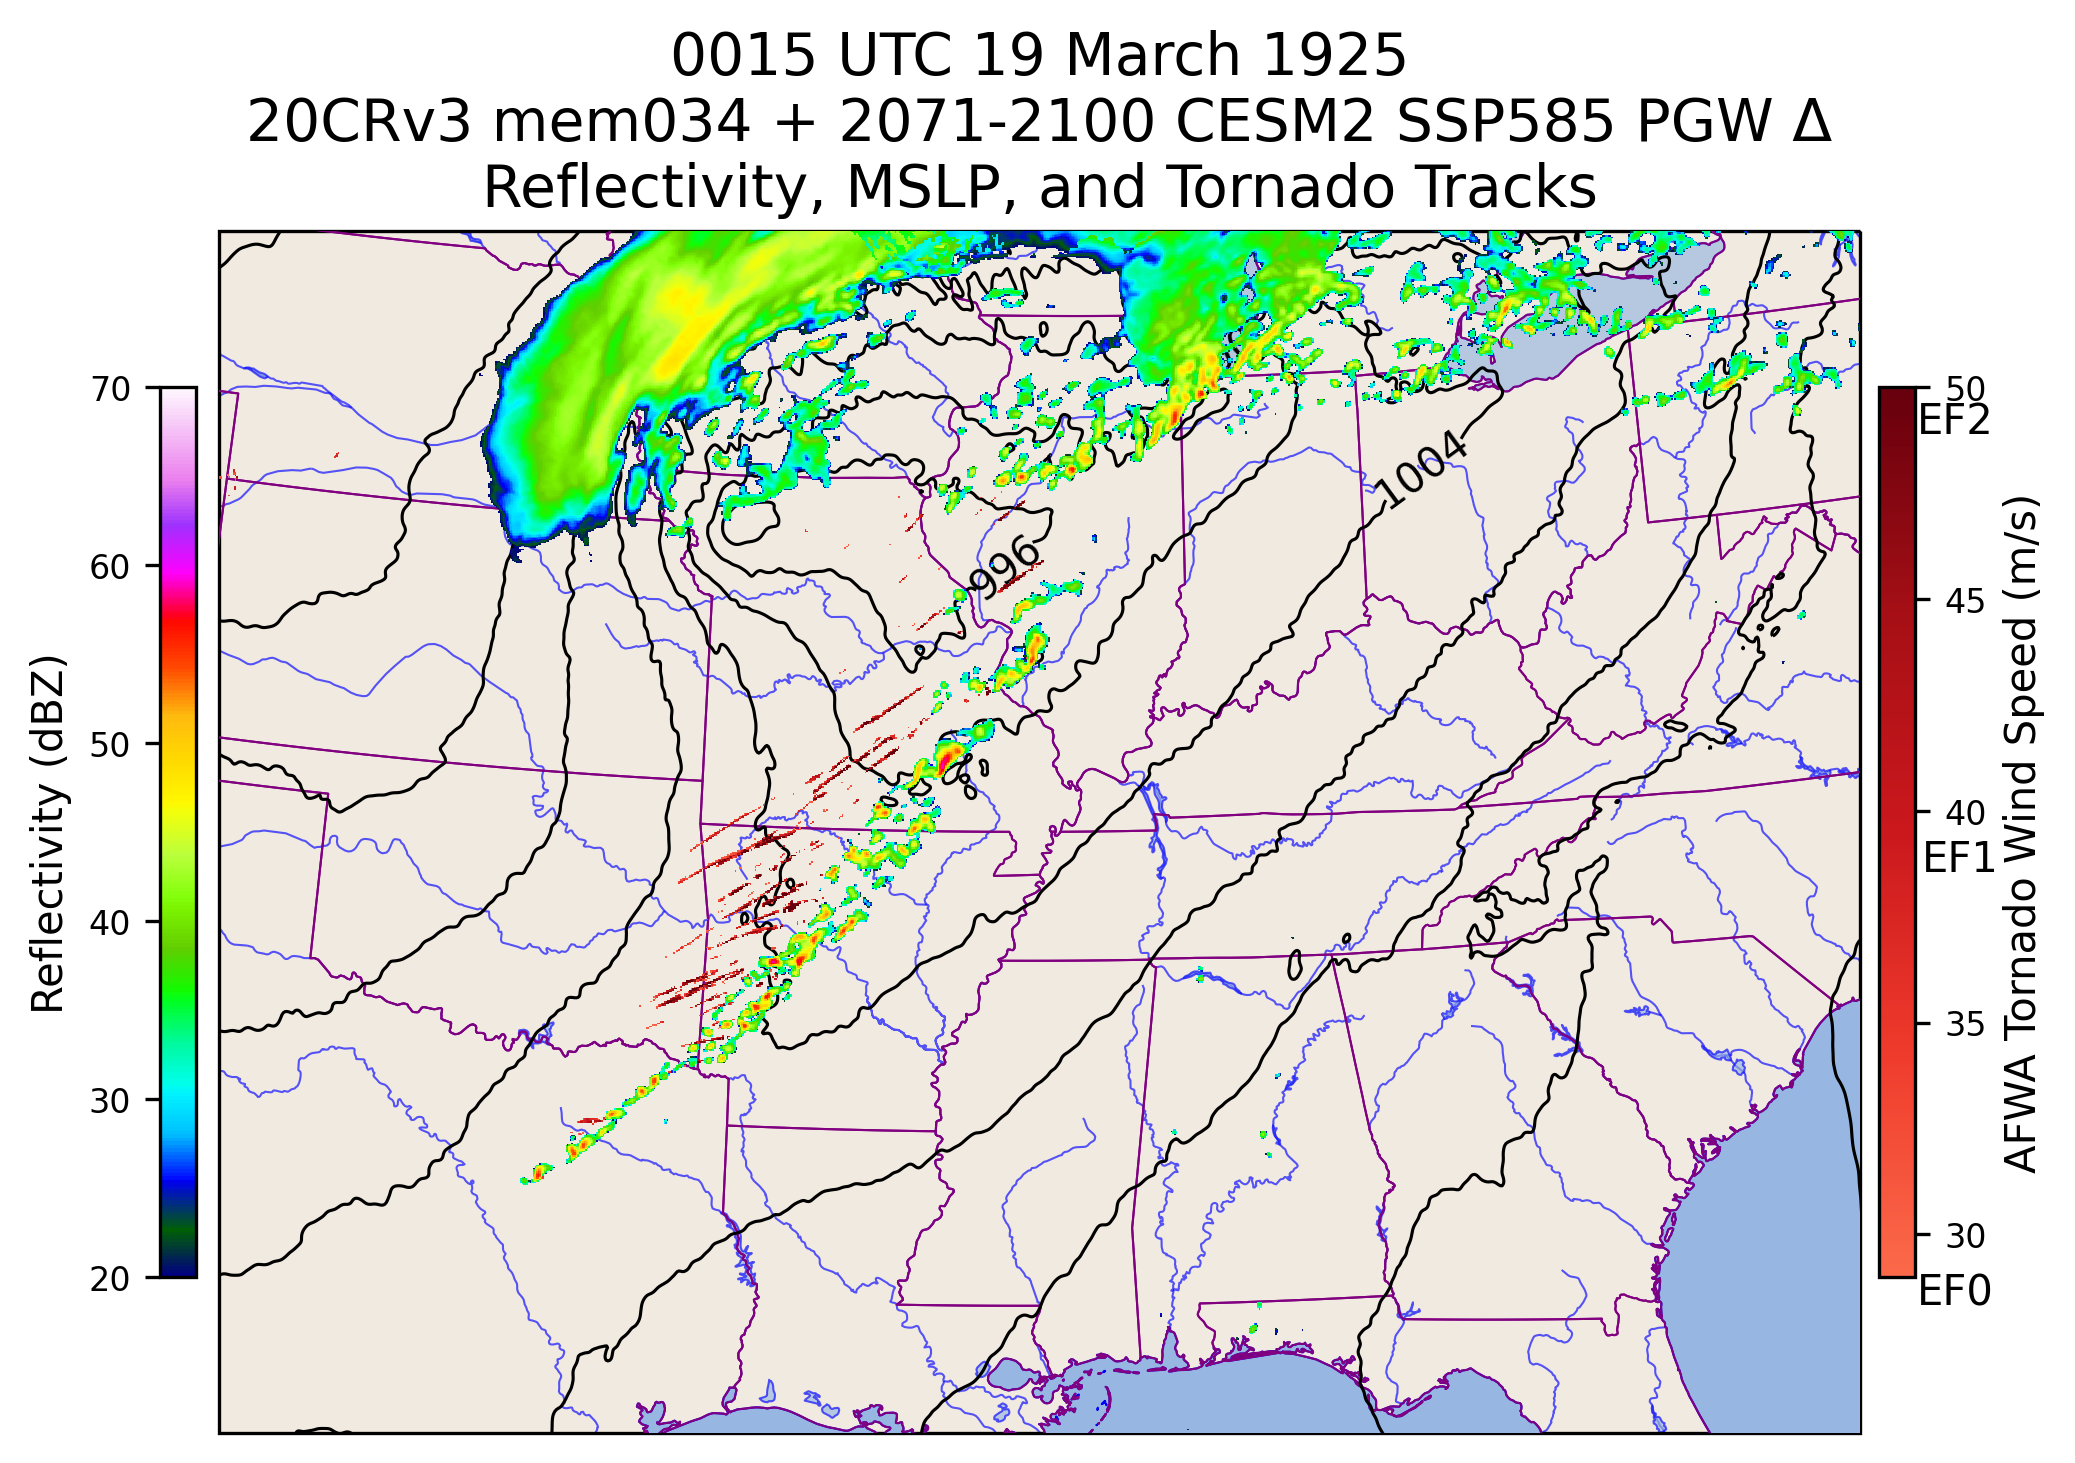 0015 UTC 19 March 1925
20CRv3 mem034 + 2071-2100 CESM2 SSP585 PGW Δ
Reflectivity, MSLP, and Tornado Tracks
Reflectivity (dBZ)
70
60
50
40
30
20
1004
996
50
EF2
45
40
EF1
35
30
EF0
AFWA Tornado Wind Speed (m/s)